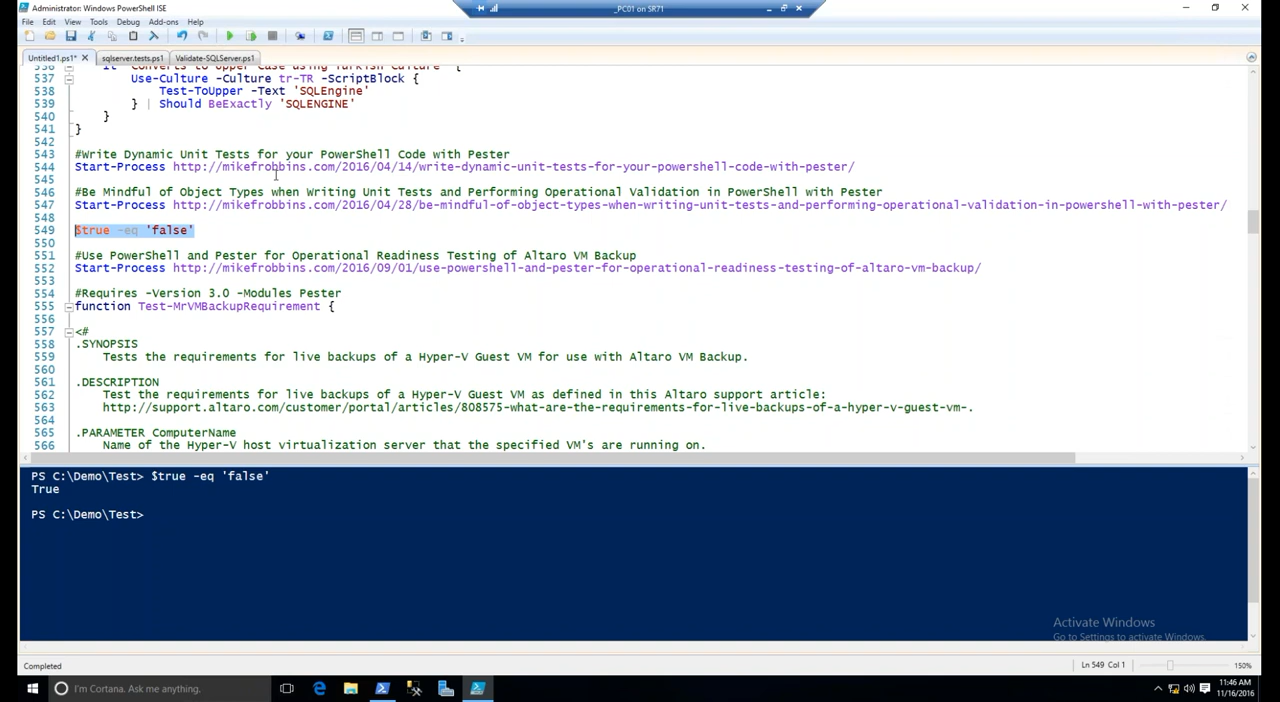 Administrator: Windows PowerShell ISE
_PC01 on SR71
File Edit View Tools Debug Add-ons Help
Untitled1.ps1* sqlserver.tests.ps1 Validate-SQLServer.ps1
536 It 'Converts to Upper Case using Turkish Culture' {
537 Use-Culture -Culture tr-TR -ScriptBlock {
538 Test-ToUpper -Text 'SQLEngine'
539 } | Should BeExactly 'SQLENGINE'
540 }
541 }
542
543 #Write Dynamic Unit Tests for your PowerShell Code with Pester
544 Start-Process http://mikefrobbins.com/2016/04/14/write-dynamic-unit-tests-for-your-powershell-code-with-pester/
545
546 #Be Mindful of Object Types when Writing Unit Tests and Performing Operational Validation in PowerShell with Pester
547 Start-Process http://mikefrobbins.com/2016/04/28/be-mindful-of-object-types-when-writing-unit-tests-and-performing-operational-validation-in-powershell-with-pester/
548
549 $true -eq 'false'
550
551 #Use PowerShell and Pester for Operational Readiness Testing of Altaro VM Backup
552 Start-Process http://mikefrobbins.com/2016/09/01/use-powershell-and-pester-for-operational-readiness-testing-of-altaro-vm-backup/
553
554 #Requires -Version 3.0 -Modules Pester
555 function Test-MrVMBackupRequirement {
556
557 <#
558 .SYNOPSIS
559 Tests the requirements for live backups of a Hyper-V Guest VM for use with Altaro VM Backup.
560
561 .DESCRIPTION
562 Test the requirements for live backups of a Hyper-V Guest VM as defined in this Altaro support article:
563 http://support.altaro.com/customer/portal/articles/808575-what-are-the-requirements-for-live-backups-of-a-hyper-v-guest-vm-.
564
565 .PARAMETER ComputerName
566 Name of the Hyper-V host virtualization server that the specified VM's are running on.
PS C:\Demo\Test> $true -eq 'false'
True
PS C:\Demo\Test>
Activate Windows
Go to Settings to activate Windows.
Completed
Ln 549 Col 1
150%
I'm Cortana. Ask me anything.
11:46 AM
11/16/2016